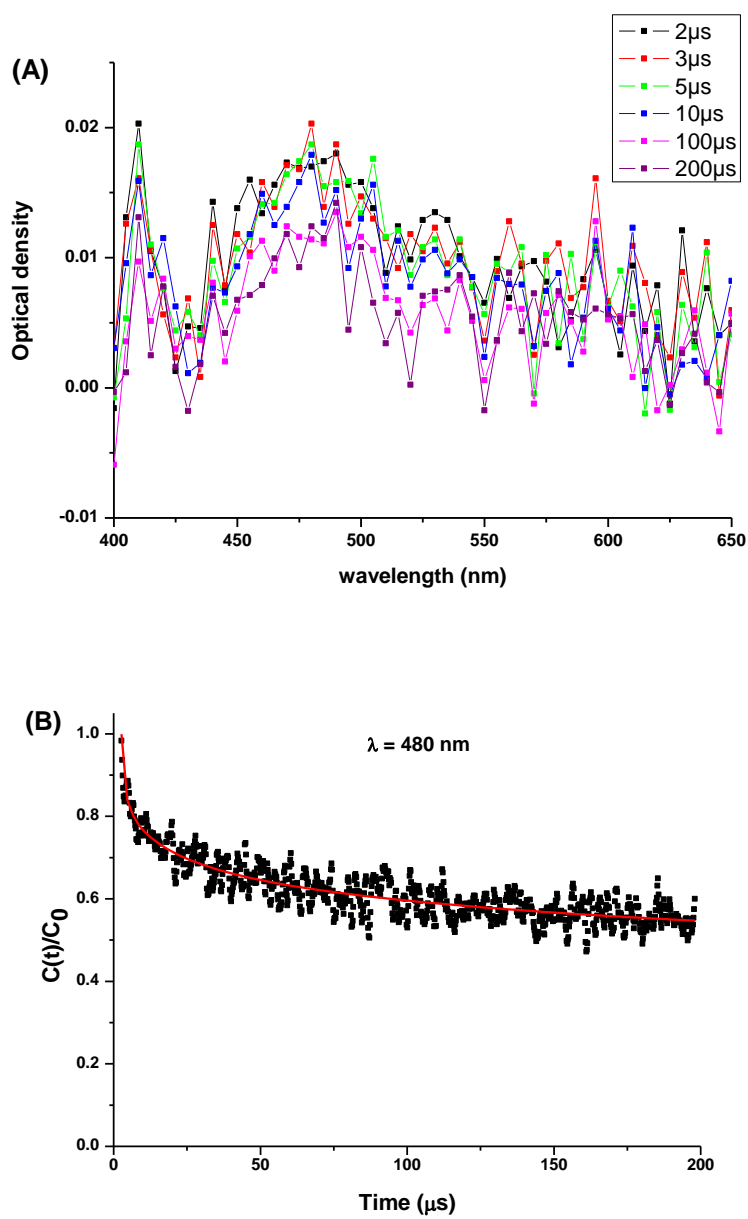 (A)
2μs
3μs
5μs
10μs
100μs
200μs
Optical density
0.02
0.01
0.00
-0.01
400
450
500
550
600
650
wavelength (nm)
(B)
λ = 480 nm
C(t)/C0
1.0
0.8
0.6
0.4
0.2
0.0
0
50
100
150
200
Time (μs)